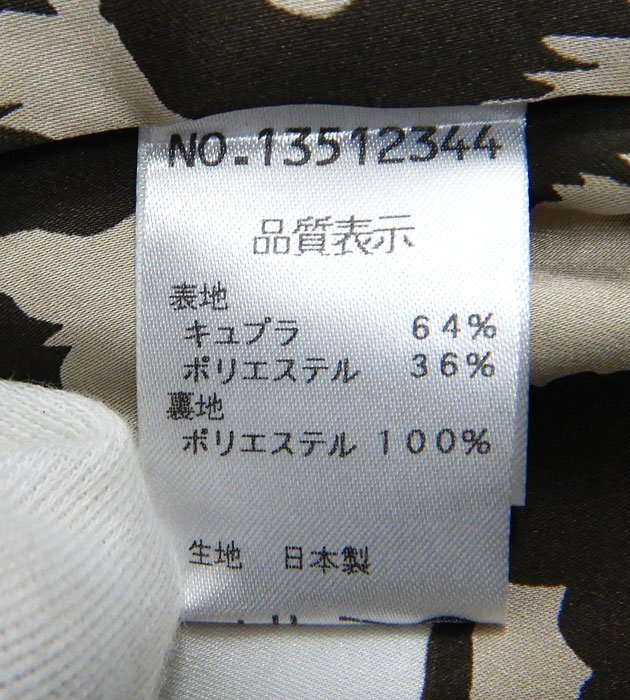 NO.13512344
品質表示
表地
キュプラ 64%
ポリエステル 36%
裏地
ポリエステル 100%
生地 日本製